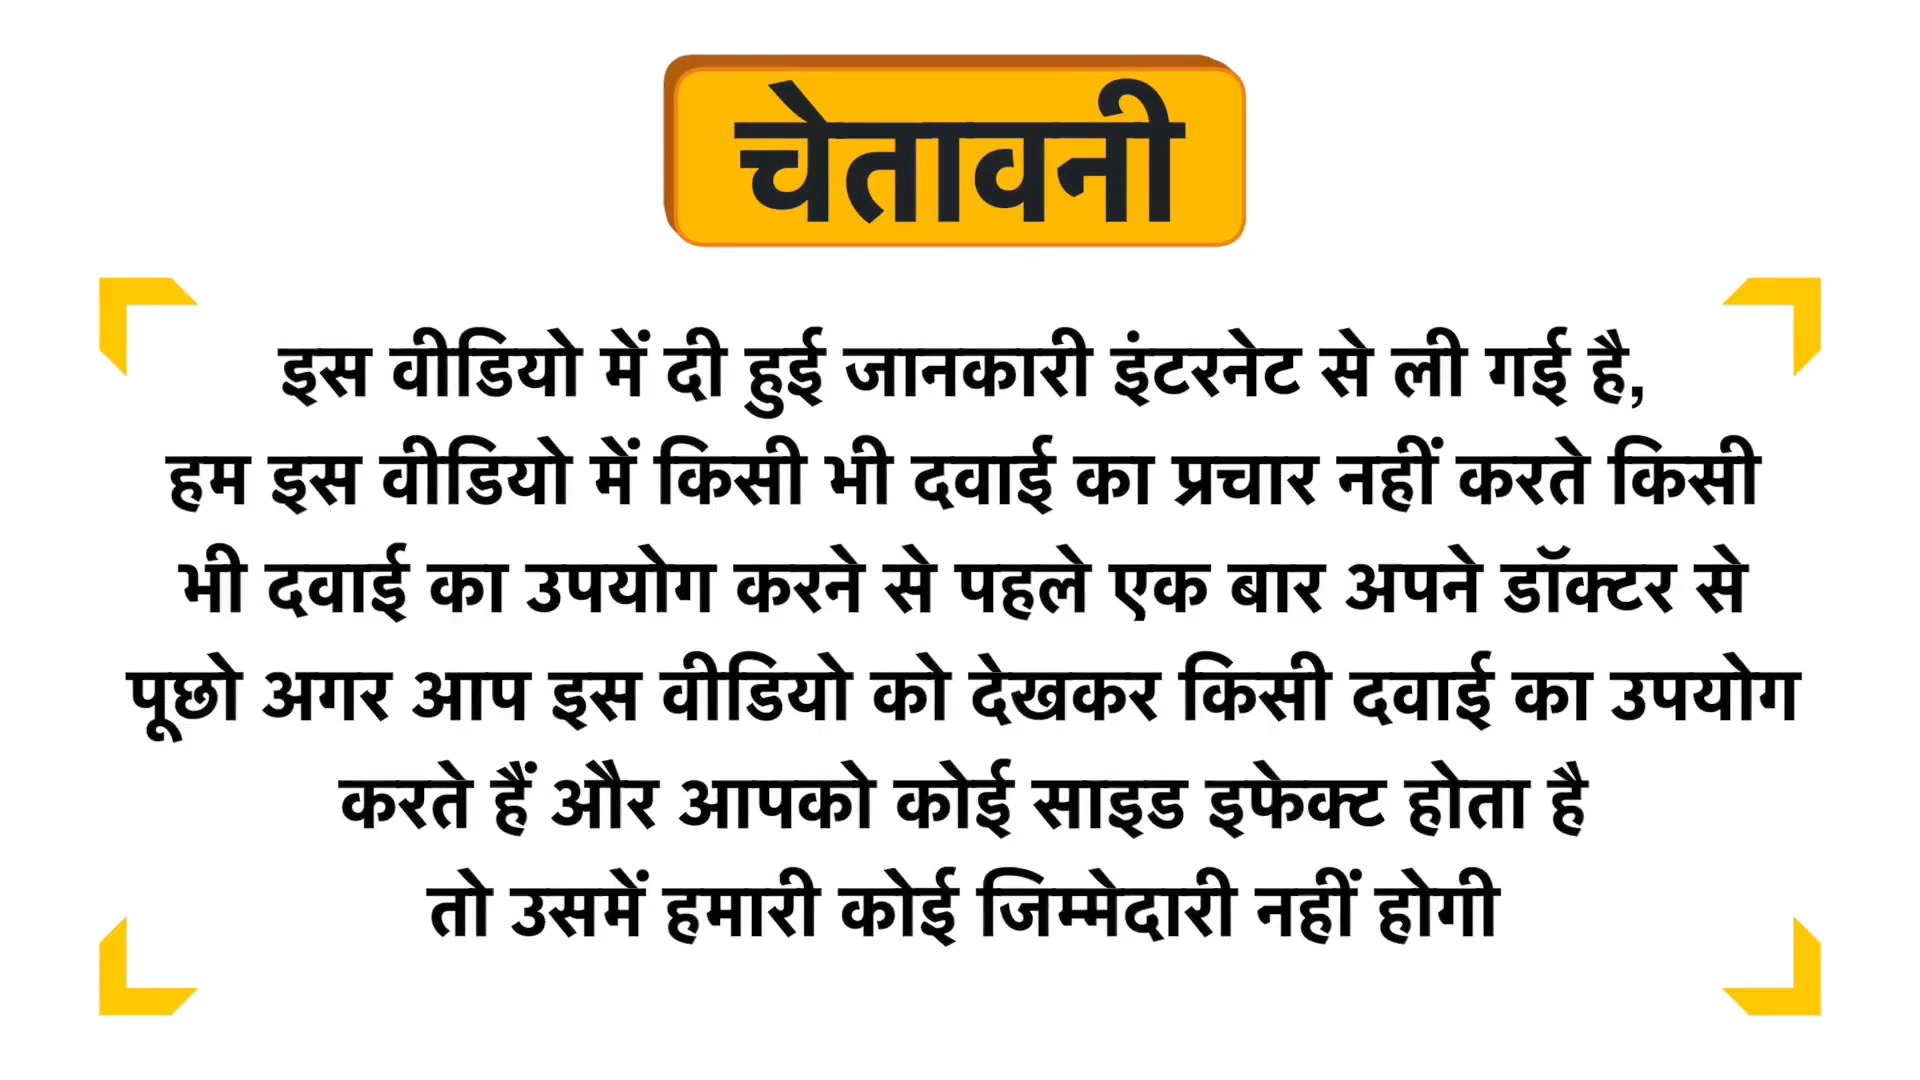 चेतावनी
इस वीडियो में दी हुई जानकारी इंटरनेट से ली गई है,
हम इस वीडियो में किसी भी दवाई का प्रचार नहीं करते किसी
भी दवाई का उपयोग करने से पहले एक बार अपने डॉक्टर से
पूछो अगर आप इस वीडियो को देखकर किसी दवाई का उपयोग
करते हैं और आपको कोई साइड इफेक्ट होता है
तो उसमें हमारी कोई जिम्मेदारी नहीं होगी